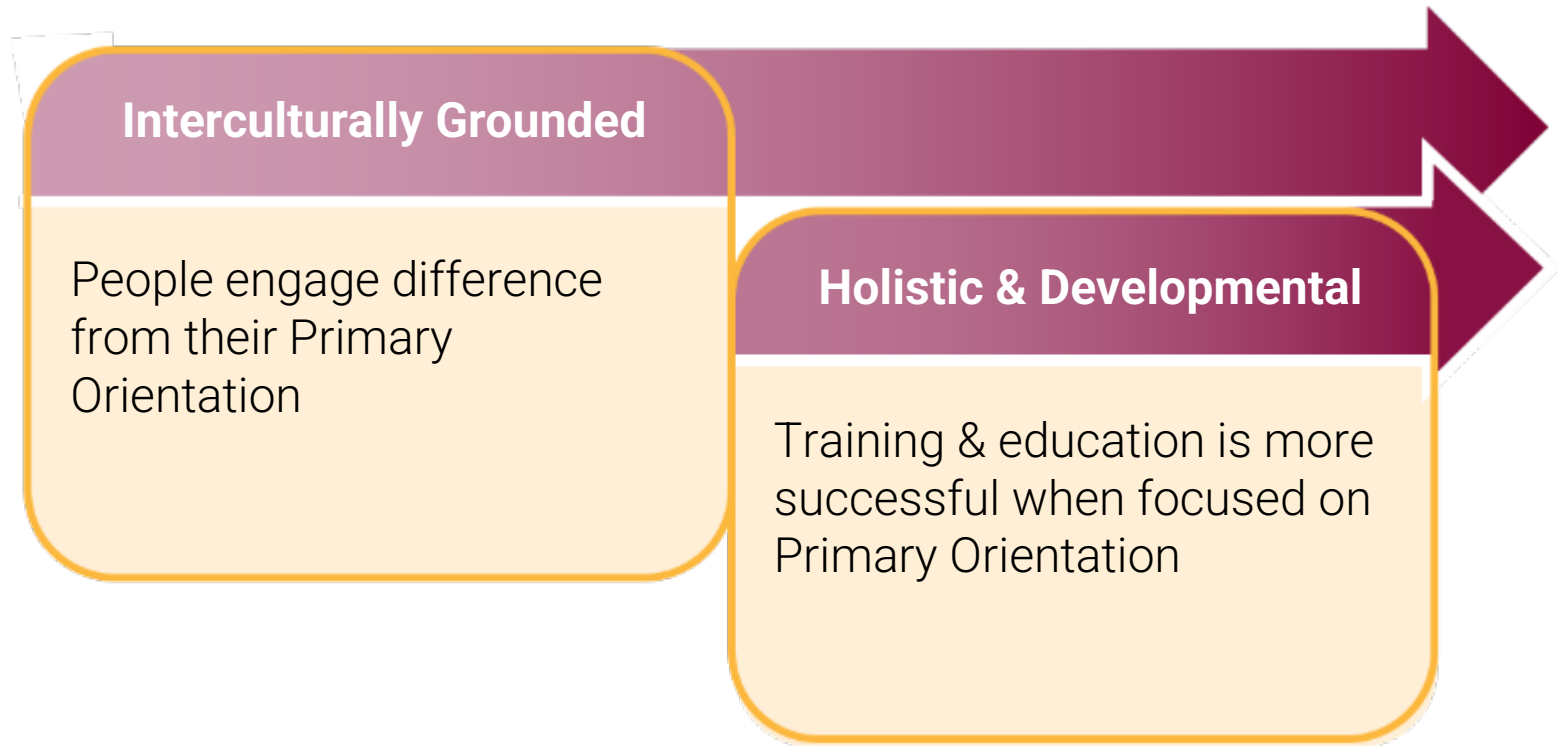 Interculturally Grounded
People engage difference
from their Primary
Orientation
Holistic & Developmental
Training & education is more
successful when focused on
Primary Orientation